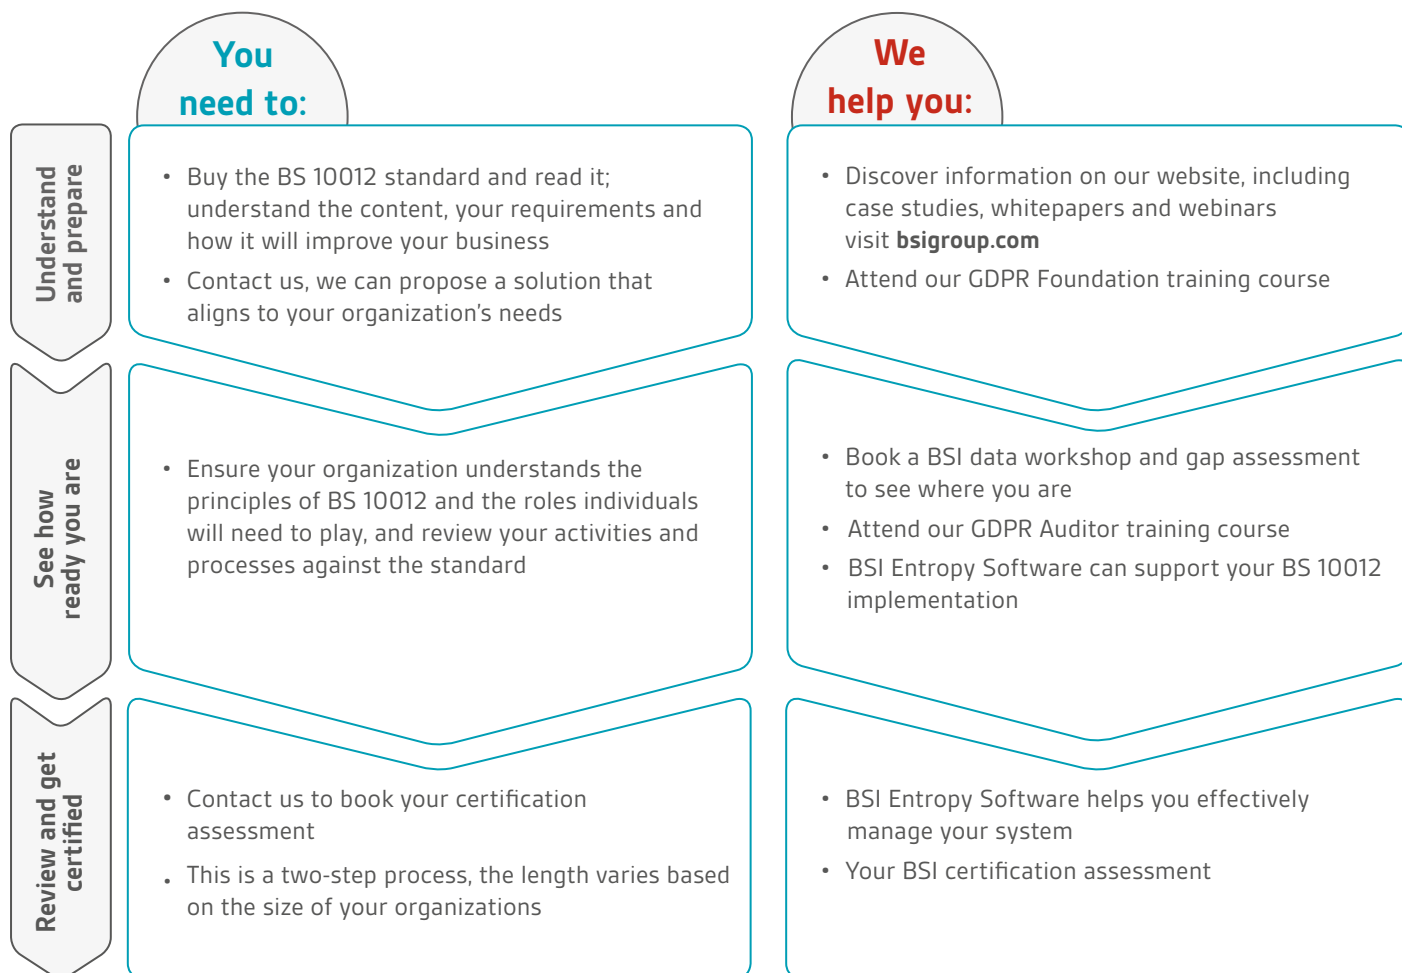 You
need to:
We
help you:
Understand
and prepare
• Buy the BS 10012 standard and read it;
understand the content, your requirements and
how it will improve your business
• Contact us, we can propose a solution that
aligns to your organization's needs
• Discover information on our website, including
case studies, whitepapers and webinars
visit bsigroup.com
• Attend our GDPR Foundation training course
See how
ready you are
• Ensure your organization understands the
principles of BS 10012 and the roles individuals
will need to play, and review your activities and
processes against the standard
• Book a BSI data workshop and gap assessment
to see where you are
• Attend our GDPR Auditor training course
• BSI Entropy Software can support your BS 10012
implementation
Review and get
certified
• Contact us to book your certification
assessment
• This is a two-step process, the length varies based
on the size of your organizations
• BSI Entropy Software helps you effectively
manage your system
• Your BSI certification assessment